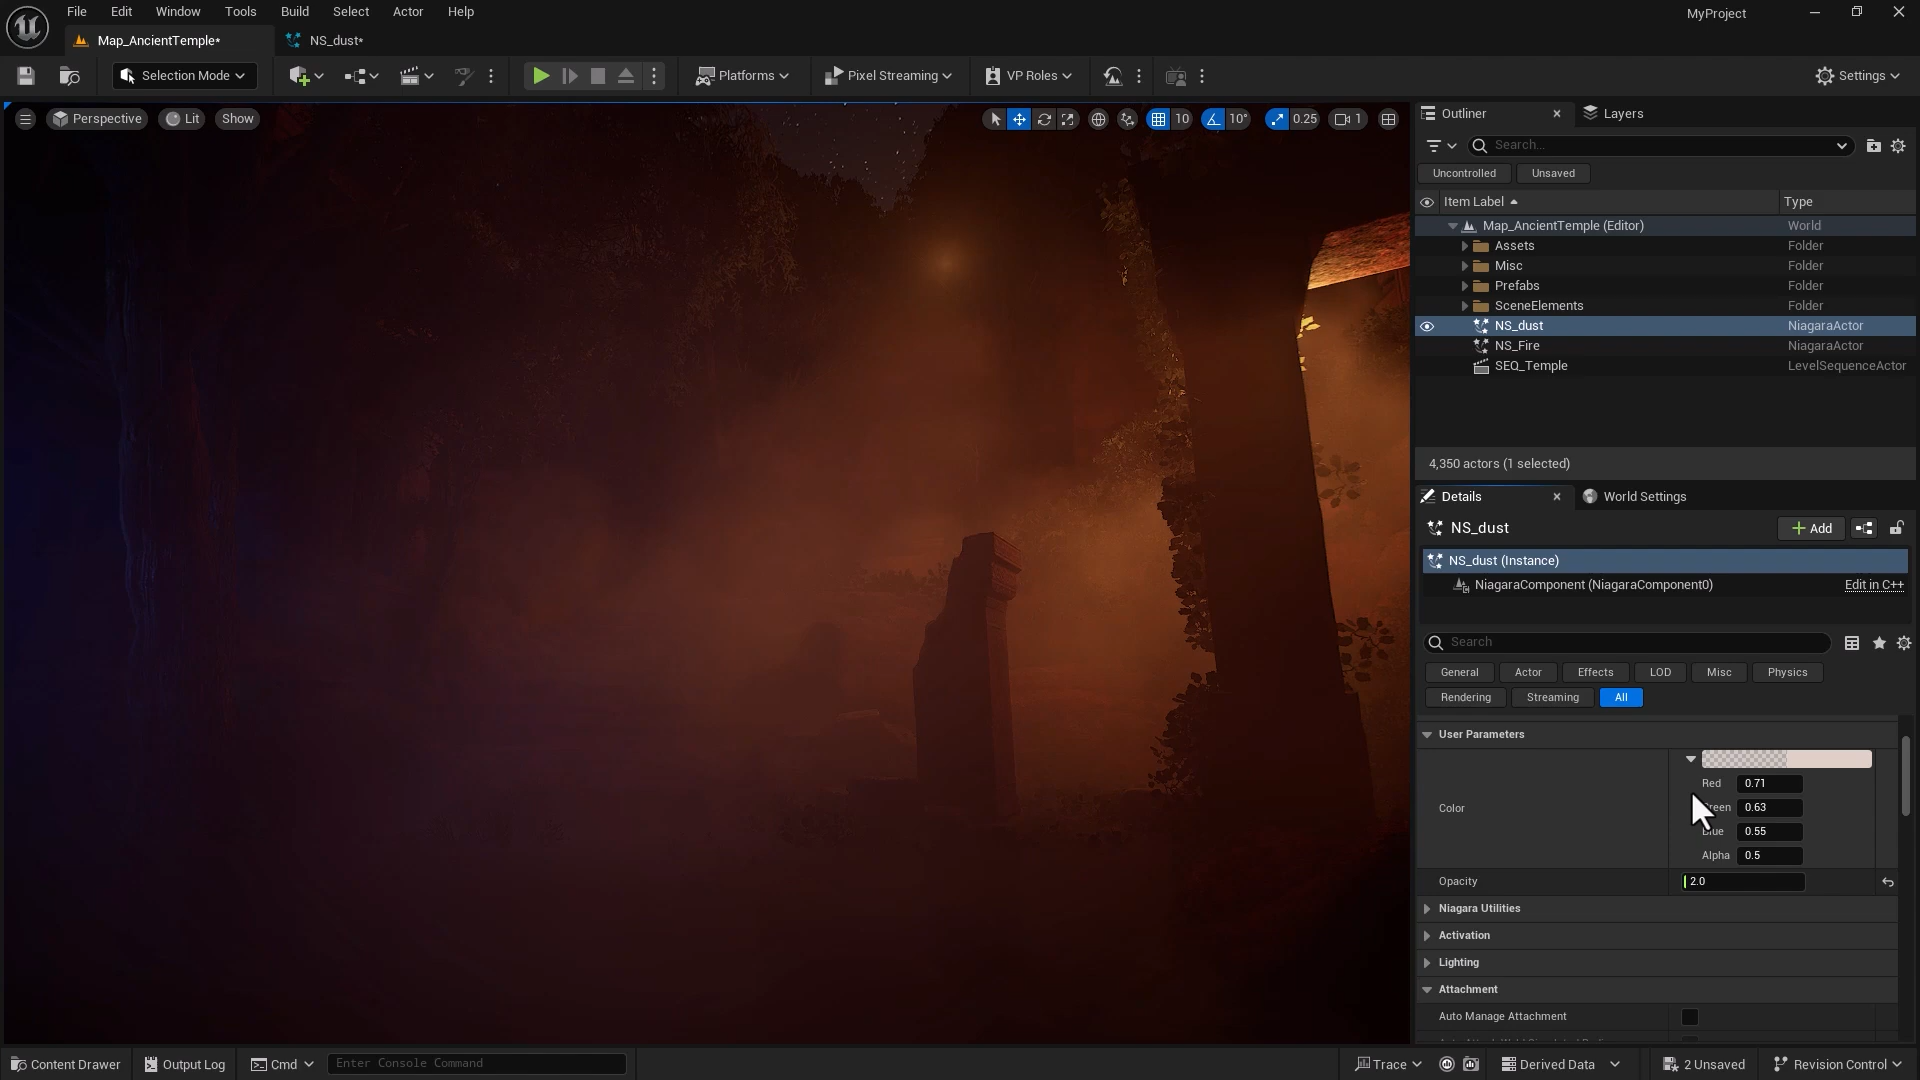 File Edit Window Tools Build Select Actor Help
MyProject
Map_AncientTemple*
NS_dust*
Selection Mode
Platforms
Pixel Streaming
VP Roles
Settings
Perspective
Lit
Show
10
10°
0.25
1
Outliner
Layers
Search...
Uncontrolled
Unsaved
Item Label
Type
Map_AncientTemple (Editor) World
Assets Folder
Misc Folder
Prefabs Folder
SceneElements Folder
NS_dust NiagaraActor
NS_Fire NiagaraActor
SEQ_Temple LevelSequenceActor
4,350 actors (1 selected)
Details
World Settings
NS_dust
Add
NS_dust (Instance)
NiagaraComponent (NiagaraComponent0) Edit in C++
Search
General Actor Effects LOD Misc Physics
Rendering Streaming All
User Parameters
Color
Red 0.71
0.63
Blue 0.55
Alpha 0.5
Opacity 2.0
Niagara Utilities
Activation
Lighting
Attachment
Auto Manage Attachment
Content Drawer
Output Log
Cmd
Enter Console Command
Trace
Derived Data
2 Unsaved
Revision Control